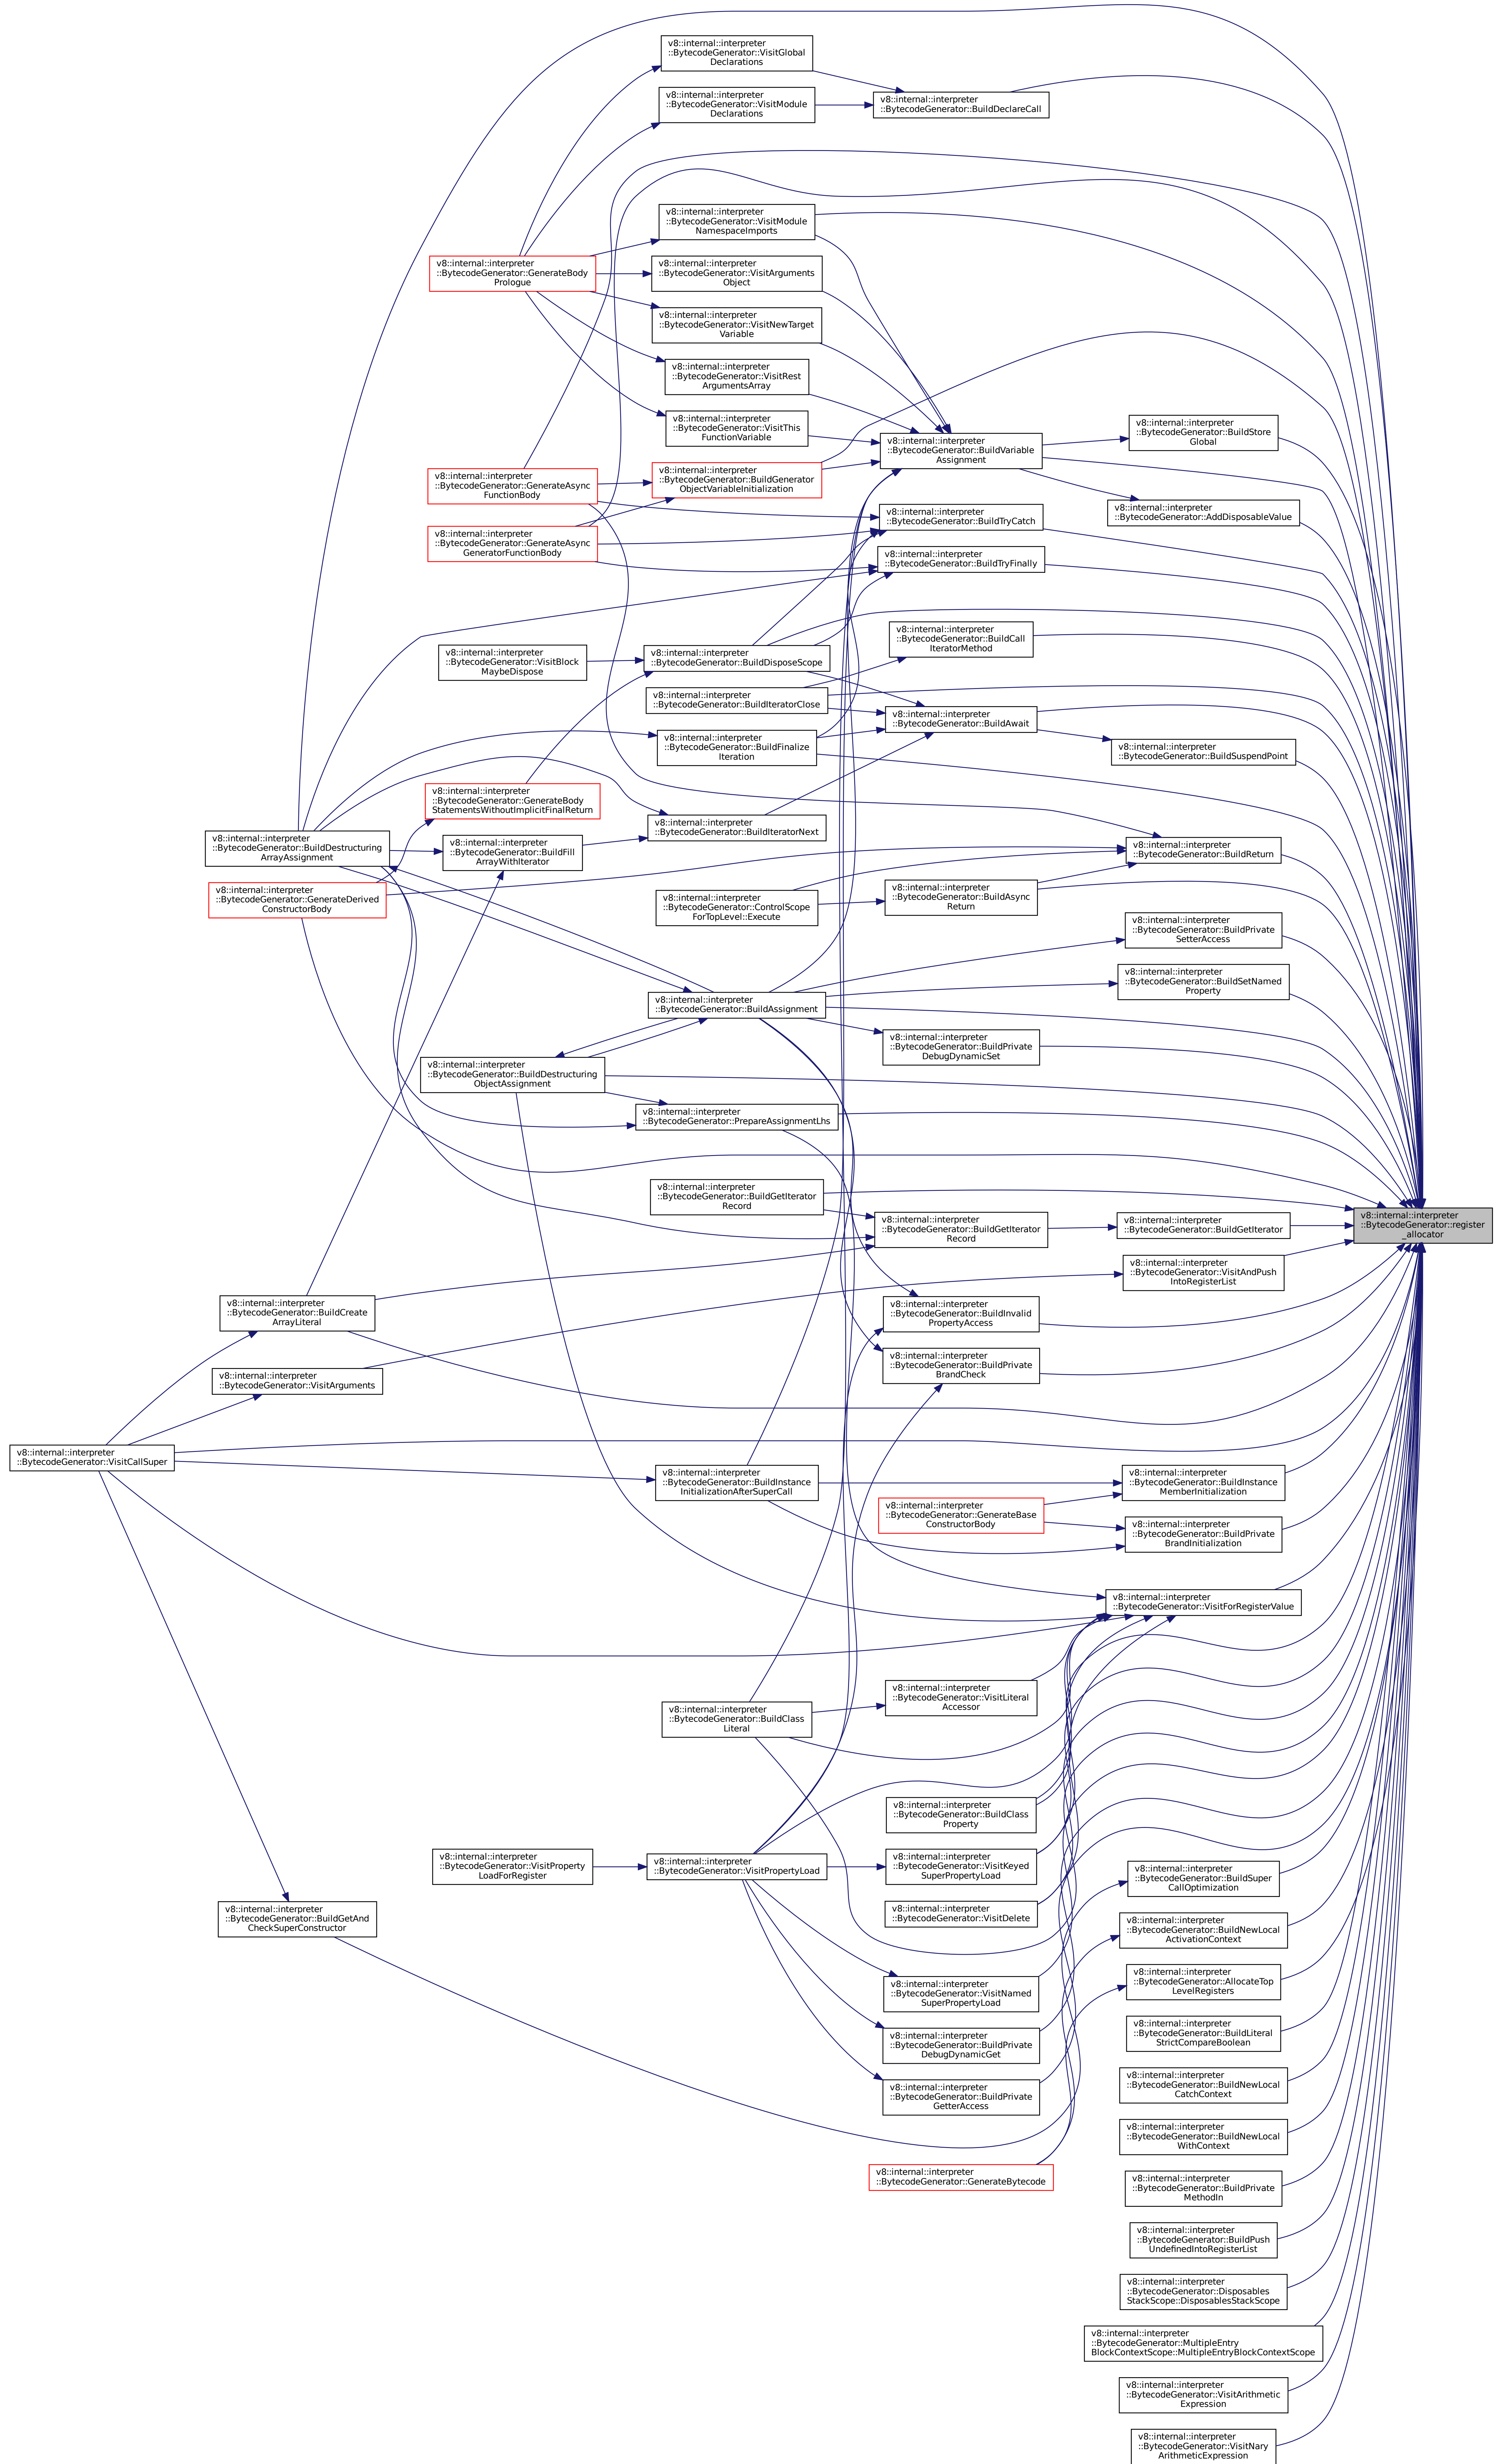 v8::internal::interpreter
::BytecodeGenerator::VisitGlobal
Declarations
v8::internal::interpreter
::BytecodeGenerator::VisitModule
Declarations
v8::internal::interpreter
::BytecodeGenerator::BuildDeclareCall
v8::internal::interpreter
::BytecodeGenerator::VisitModule
NamespaceImports
v8::internal::interpreter
::BytecodeGenerator::GenerateBody
Prologue
v8::internal::interpreter
::BytecodeGenerator::VisitArguments
Object
v8::internal::interpreter
::BytecodeGenerator::VisitNewTarget
Variable
v8::internal::interpreter
::BytecodeGenerator::VisitRest
ArgumentsArray
v8::internal::interpreter
::BytecodeGenerator::VisitThis
FunctionVariable
v8::internal::interpreter
::BytecodeGenerator::BuildVariable
Assignment
v8::internal::interpreter
::BytecodeGenerator::BuildStore
Global
v8::internal::interpreter
::BytecodeGenerator::GenerateAsync
FunctionBody
v8::internal::interpreter
::BytecodeGenerator::BuildGenerator
ObjectVariableInitialization
v8::internal::interpreter
::BytecodeGenerator::BuildTryCatch
v8::internal::interpreter
::BytecodeGenerator::AddDisposableValue
v8::internal::interpreter
::BytecodeGenerator::GenerateAsync
GeneratorFunctionBody
v8::internal::interpreter
::BytecodeGenerator::BuildTryFinally
v8::internal::interpreter
::BytecodeGenerator::VisitBlock
MaybeDispose
v8::internal::interpreter
::BytecodeGenerator::BuildDisposeScope
v8::internal::interpreter
::BytecodeGenerator::BuildCall
IteratorMethod
v8::internal::interpreter
::BytecodeGenerator::BuildIteratorClose
v8::internal::interpreter
::BytecodeGenerator::BuildAwait
v8::internal::interpreter
::BytecodeGenerator::BuildFinalize
Iteration
v8::internal::interpreter
::BytecodeGenerator::BuildSuspendPoint
v8::internal::interpreter
::BytecodeGenerator::GenerateBody
StatementsWithoutImplicitFinalReturn
v8::internal::interpreter
::BytecodeGenerator::BuildIteratorNext
v8::internal::interpreter
::BytecodeGenerator::BuildDestructuring
ArrayAssignment
v8::internal::interpreter
::BytecodeGenerator::BuildFill
ArrayWithIterator
v8::internal::interpreter
::BytecodeGenerator::BuildReturn
v8::internal::interpreter
::BytecodeGenerator::GenerateDerived
ConstructorBody
v8::internal::interpreter
::BytecodeGenerator::ControlScope
ForTopLevel::Execute
v8::internal::interpreter
::BytecodeGenerator::BuildAsync
Return
v8::internal::interpreter
::BytecodeGenerator::BuildPrivate
SetterAccess
v8::internal::interpreter
::BytecodeGenerator::BuildSetNamed
Property
v8::internal::interpreter
::BytecodeGenerator::BuildAssignment
v8::internal::interpreter
::BytecodeGenerator::BuildPrivate
DebugDynamicSet
v8::internal::interpreter
::BytecodeGenerator::BuildDestructuring
ObjectAssignment
v8::internal::interpreter
::BytecodeGenerator::PrepareAssignmentLhs
v8::internal::interpreter
::BytecodeGenerator::BuildGetIterator
Record
v8::internal::interpreter
::BytecodeGenerator::BuildGetIterator
Record
v8::internal::interpreter
::BytecodeGenerator::BuildGetIterator
v8::internal::interpreter
::BytecodeGenerator::register
_allocator
v8::internal::interpreter
::BytecodeGenerator::VisitAndPush
IntoRegisterList
v8::internal::interpreter
::BytecodeGenerator::BuildCreate
ArrayLiteral
v8::internal::interpreter
::BytecodeGenerator::BuildInvalid
PropertyAccess
v8::internal::interpreter
::BytecodeGenerator::VisitArguments
v8::internal::interpreter
::BytecodeGenerator::BuildPrivate
BrandCheck
v8::internal::interpreter
::BytecodeGenerator::VisitCallSuper
v8::internal::interpreter
::BytecodeGenerator::BuildInstance
InitializationAfterSuperCall
v8::internal::interpreter
::BytecodeGenerator::BuildInstance
MemberInitialization
v8::internal::interpreter
::BytecodeGenerator::GenerateBase
ConstructorBody
v8::internal::interpreter
::BytecodeGenerator::BuildPrivate
BrandInitialization
v8::internal::interpreter
::BytecodeGenerator::VisitForRegisterValue
v8::internal::interpreter
::BytecodeGenerator::VisitLiteral
Accessor
v8::internal::interpreter
::BytecodeGenerator::BuildClass
Literal
v8::internal::interpreter
::BytecodeGenerator::BuildClass
Property
v8::internal::interpreter
::BytecodeGenerator::VisitProperty
LoadForRegister
v8::internal::interpreter
::BytecodeGenerator::VisitPropertyLoad
v8::internal::interpreter
::BytecodeGenerator::VisitKeyed
SuperPropertyLoad
v8::internal::interpreter
::BytecodeGenerator::BuildSuper
CallOptimization
v8::internal::interpreter
::BytecodeGenerator::BuildGetAnd
CheckSuperConstructor
v8::internal::interpreter
::BytecodeGenerator::VisitDelete
v8::internal::interpreter
::BytecodeGenerator::BuildNewLocal
ActivationContext
v8::internal::interpreter
::BytecodeGenerator::VisitNamed
SuperPropertyLoad
v8::internal::interpreter
::BytecodeGenerator::AllocateTop
LevelRegisters
v8::internal::interpreter
::BytecodeGenerator::BuildPrivate
DebugDynamicGet
v8::internal::interpreter
::BytecodeGenerator::BuildLiteral
StrictCompareBoolean
v8::internal::interpreter
::BytecodeGenerator::BuildPrivate
GetterAccess
v8::internal::interpreter
::BytecodeGenerator::BuildNewLocal
CatchContext
v8::internal::interpreter
::BytecodeGenerator::BuildNewLocal
WithContext
v8::internal::interpreter
::BytecodeGenerator::GenerateBytecode
v8::internal::interpreter
::BytecodeGenerator::BuildPrivate
MethodIn
v8::internal::interpreter
::BytecodeGenerator::BuildPush
UndefinedIntoRegisterList
v8::internal::interpreter
::BytecodeGenerator::Disposables
StackScope::DisposablesStackScope
v8::internal::interpreter
::BytecodeGenerator::MultipleEntry
BlockContextScope::MultipleEntryBlockContextScope
v8::internal::interpreter
::BytecodeGenerator::VisitArithmetic
Expression
v8::internal::interpreter
::BytecodeGenerator::VisitNary
ArithmeticExpression